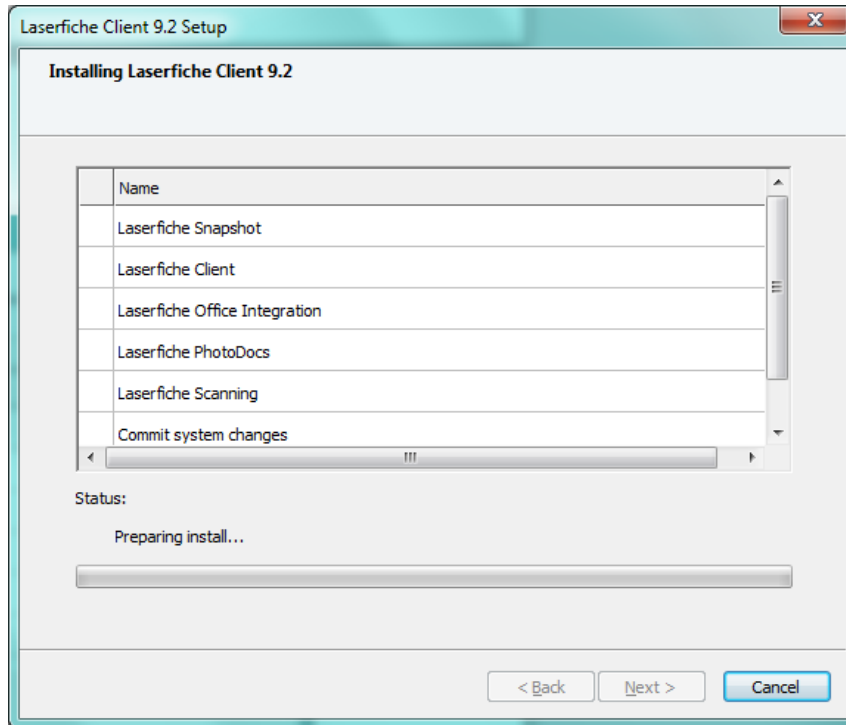 Laserfiche Client 9.2 Setup
Installing Laserfiche Client 9.2
Name
Laserfiche Snapshot
Laserfiche Client
Laserfiche Office Integration
Laserfiche PhotoDocs
Laserfiche Scanning
Commit system changes
Status:
Preparing install...
< Back Next > Cancel